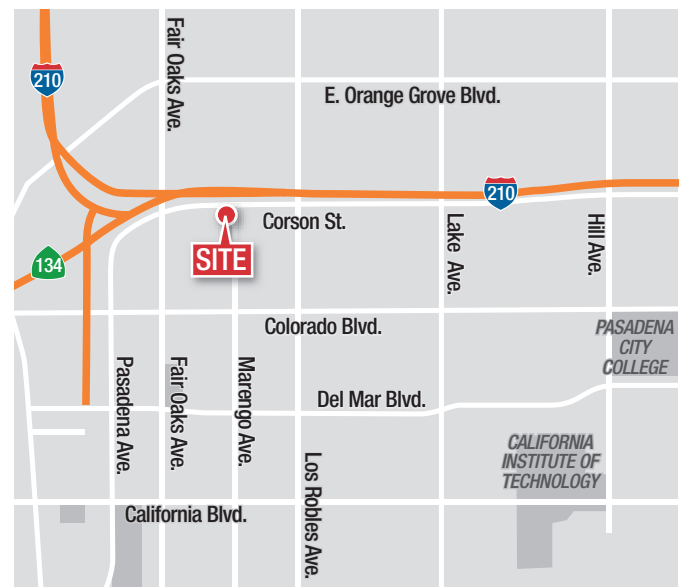 Fair Oaks Ave.
210
E. Orange Grove Blvd.
210
Corson St.
Lake Ave.
Hill Ave.
SITE
134
Colorado Blvd.
PASADENA
CITY
COLLEGE
Pasadena Ave.
Fair Oaks Ave.
Marengo Ave.
Del Mar Blvd.
CALIFORNIA
INSTITUTE OF
TECHNOLOGY
Los Robles Ave.
California Blvd.